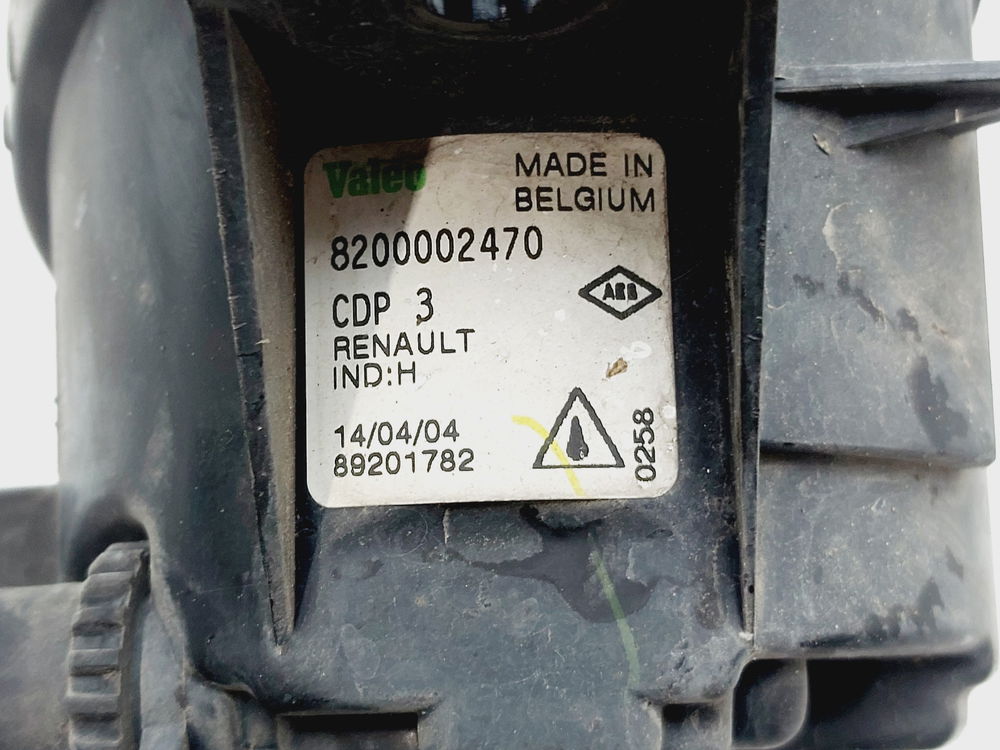 Valeo
MADE IN
BELGIUM
8200002470
CDP 3
RENAULT
IND:H
14/04/04
89201782
0258